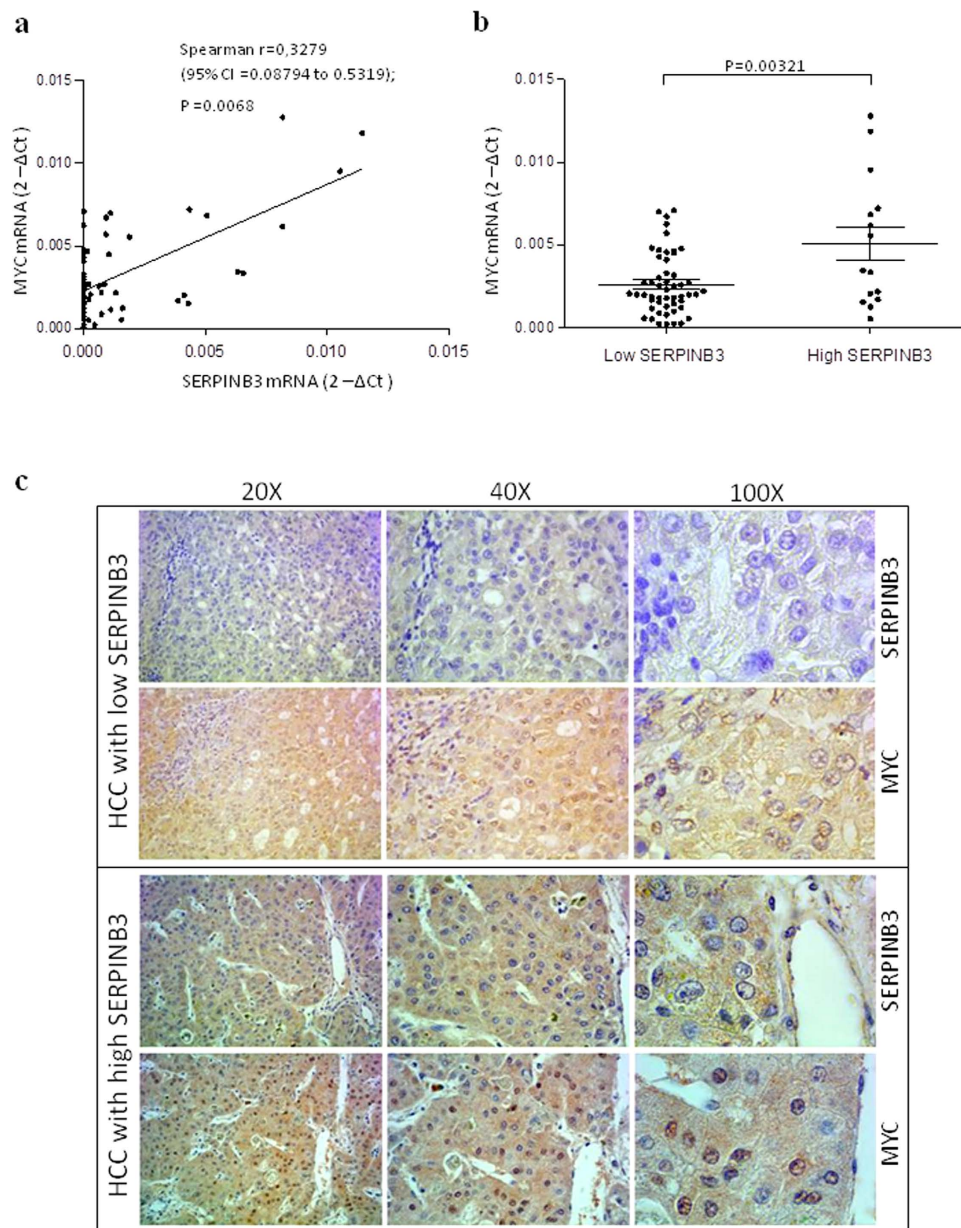 a
Spearman r=0,3279
(95% CI =0.08794 to 0.5319);
P=0.0068
MYC mRNA (2 –ΔCt)
0.015
0.010
0.005
0.000
0.000 0.005 0.010 0.015
SERPINB3 mRNA (2 –ΔCt )
b
P=0.00321
MYC mRNA (2 –ΔCt)
0.015
0.010
0.005
0.000
Low SERPINB3 High SERPINB3
c
20X 40X 100X
HCC with low SERPINB3
SERPINB3
MYC
HCC with high SERPINB3
SERPINB3
MYC